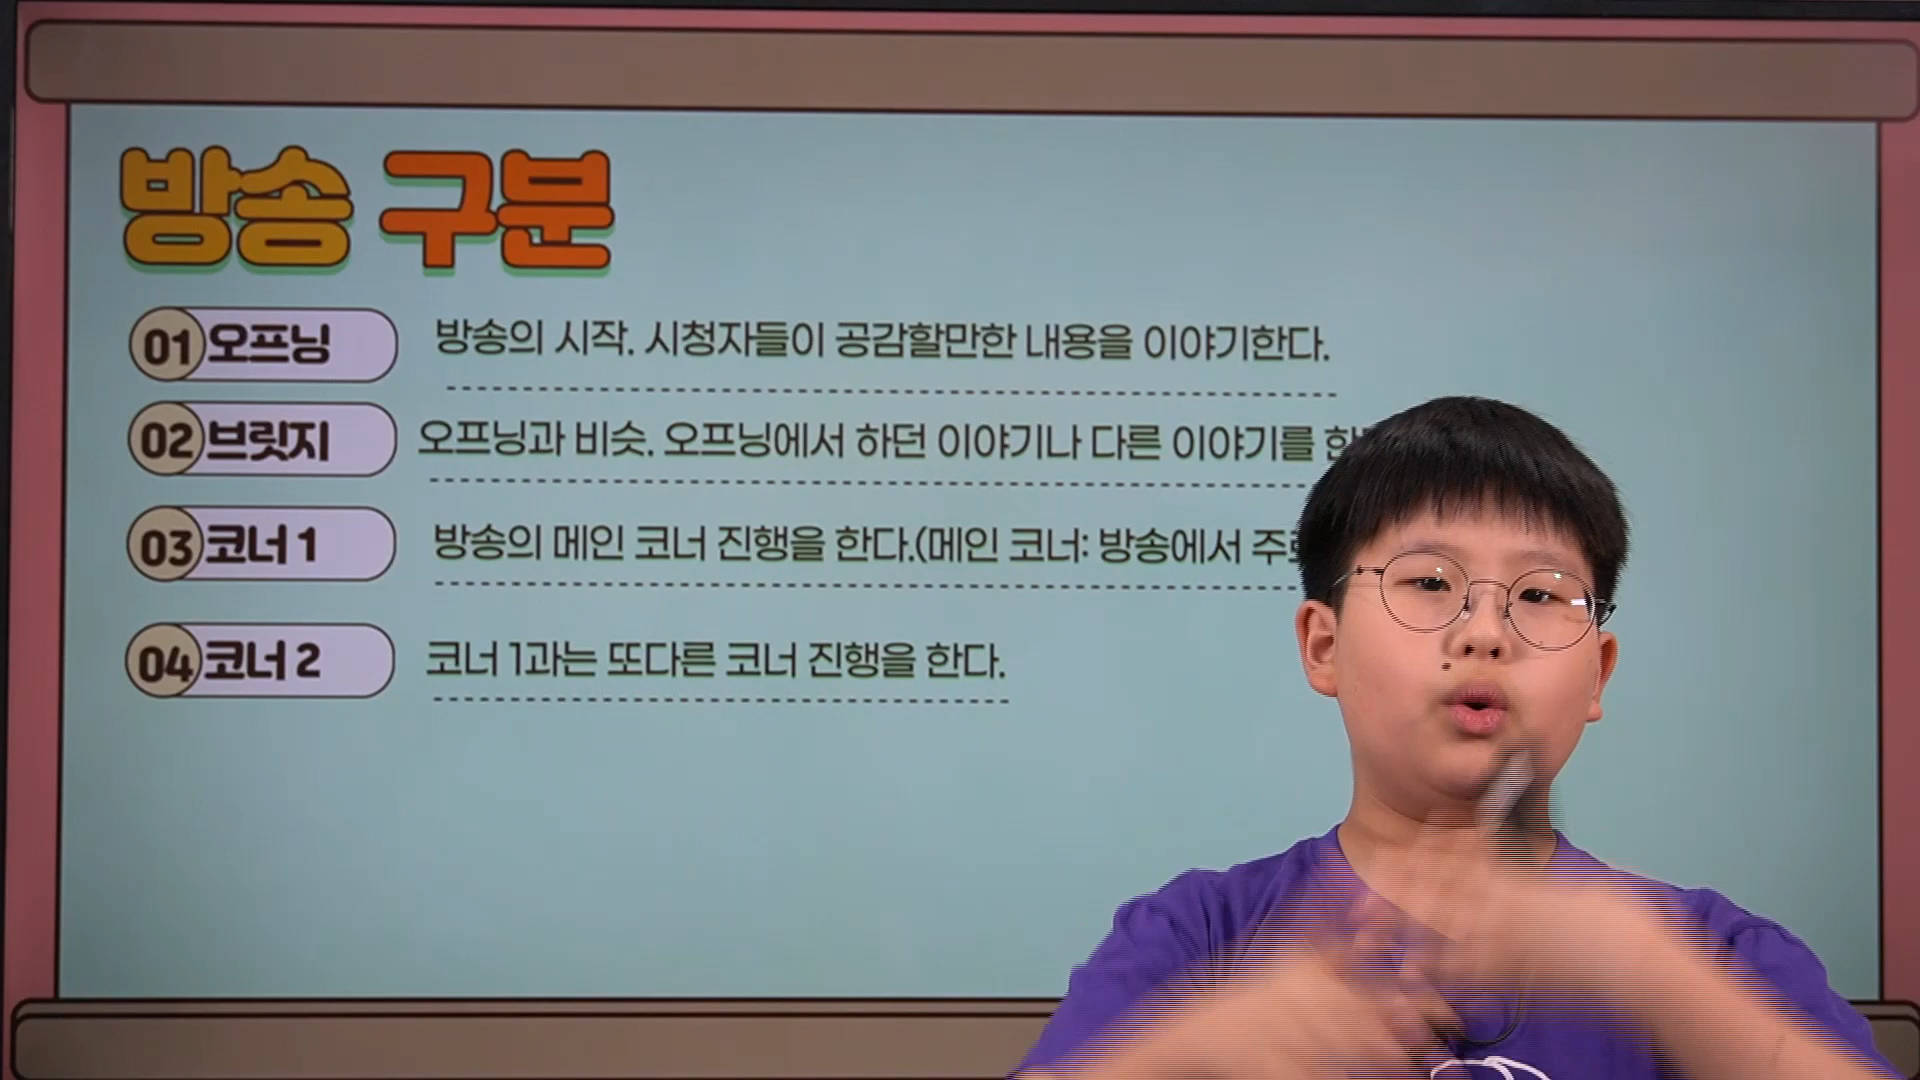 방송 구분
01 오프닝 방송의 시작. 시청자들이 공감할만한 내용을 이야기한다.
02 브릿지 오프닝과 비슷. 오프닝에서 하던 이야기나 다른 이야기를
03 코너 1 방송의 메인 코너 진행을 한다.(메인 코너: 방송에서
04 코너 2 코너 1과는 또다른 코너 진행을 한다.